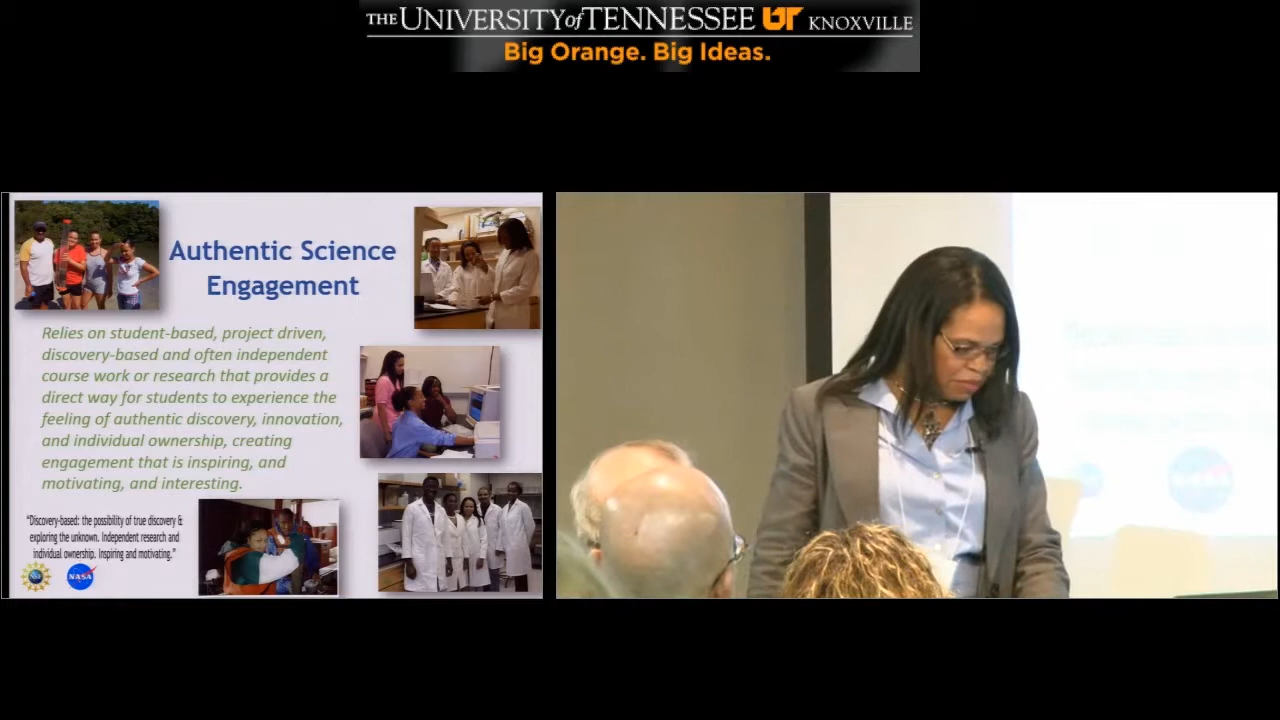 THE UNIVERSITY of TENNESSEE UT KNOXVILLE
Big Orange. Big Ideas.
Authentic Science
Engagement
Relies on student-based, project driven,
discovery-based and often independent
course work or research that provides a
direct way for students to experience the
feeling of authentic discovery, innovation,
and individual ownership, creating
engagement that is inspiring, and
motivating, and interesting.
"Discovery-based: the possibility of true discovery &
exploring the unknown. Independent research and
individual ownership. Inspiring and motivating."
NSF
NASA